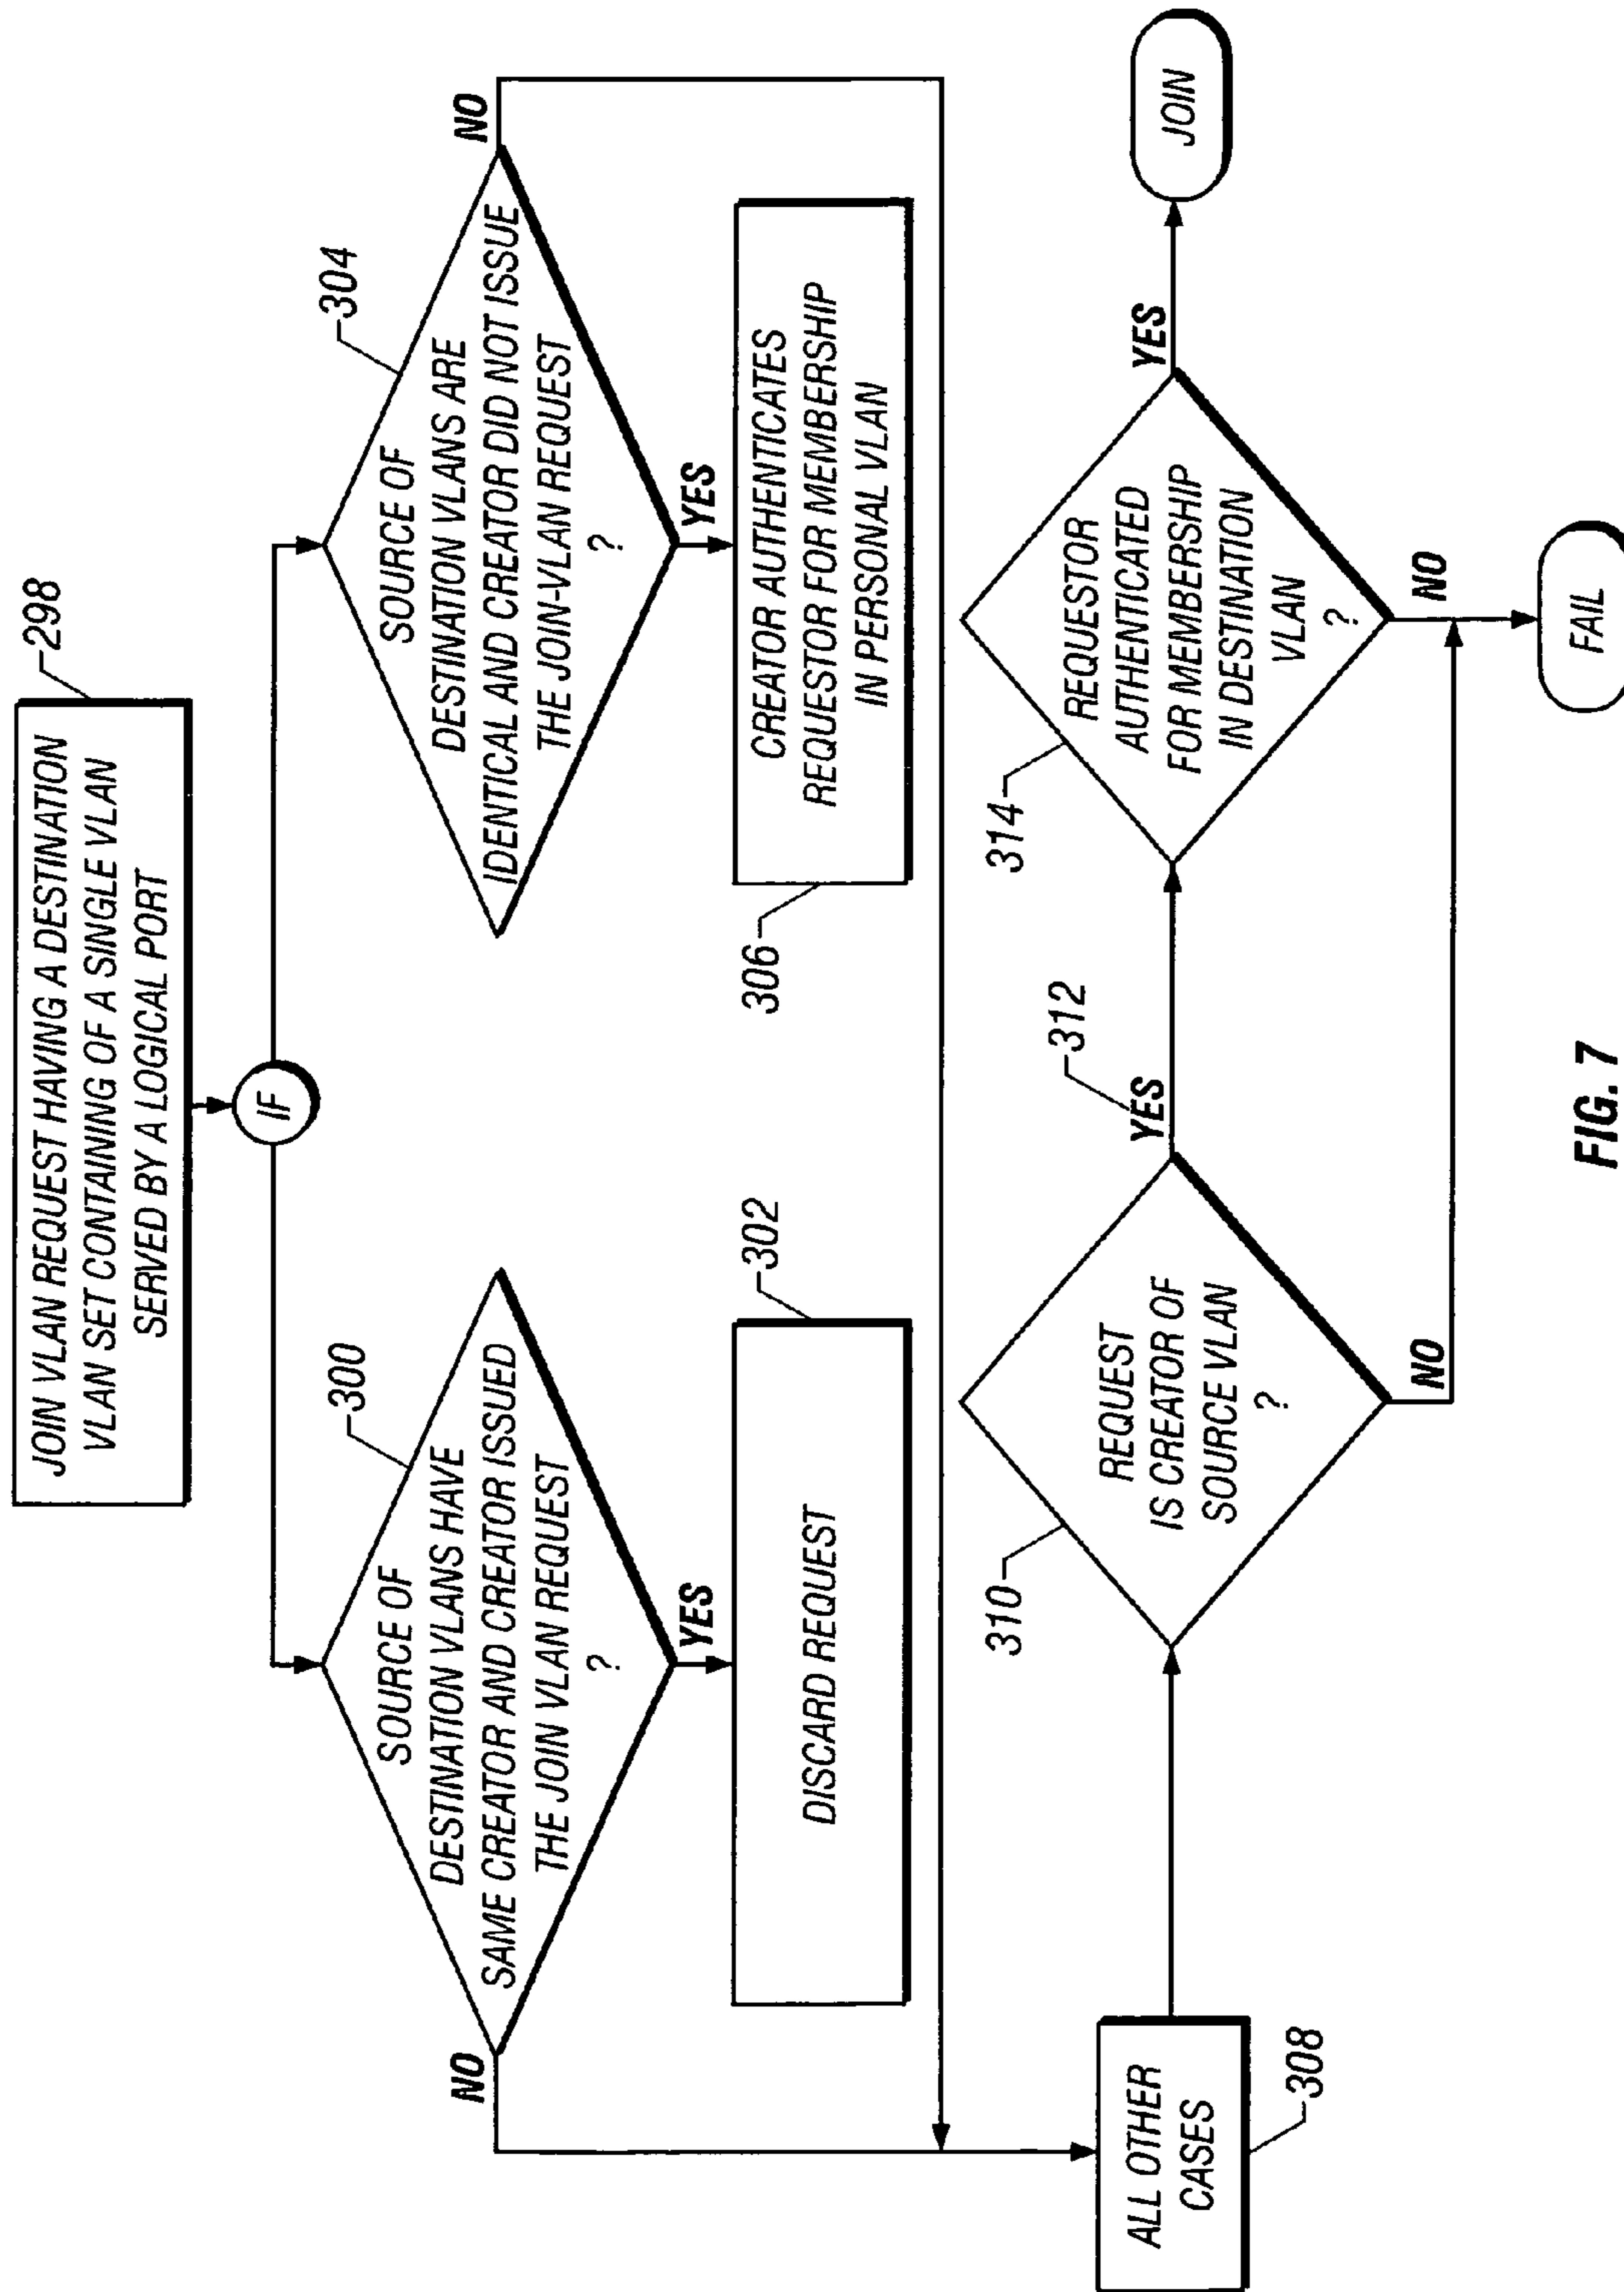 JOIN VLAN REQUEST HAVING A DESTINATION
VLAN SET CONTAINING OF A SINGLE VLAN
SERVED BY A LOGICAL PORT
298
IF
SOURCE OF
DESTINATION VLANS HAVE
SAME CREATOR AND CREATOR ISSUED
THE JOIN VLAN REQUEST
?
300
NO
YES
DISCARD REQUEST
302
SOURCE OF
DESTINATION VLANS ARE
IDENTICAL AND CREATOR DID NOT ISSUE
THE JOIN-VLAN REQUEST
?
304
NO
YES
CREATOR AUTHENTICATES
REQUESTOR FOR MEMBERSHIP
IN PERSONAL VLAN
306
ALL OTHER
CASES
308
REQUEST
IS CREATOR OF
SOURCE VLAN
?
310
YES
312
NO
REQUESTOR
AUTHENTICATED
FOR MEMBERSHIP
IN DESTINATION
VLAN
?
314
YES
JOIN
NO
FAIL
FIG. 7